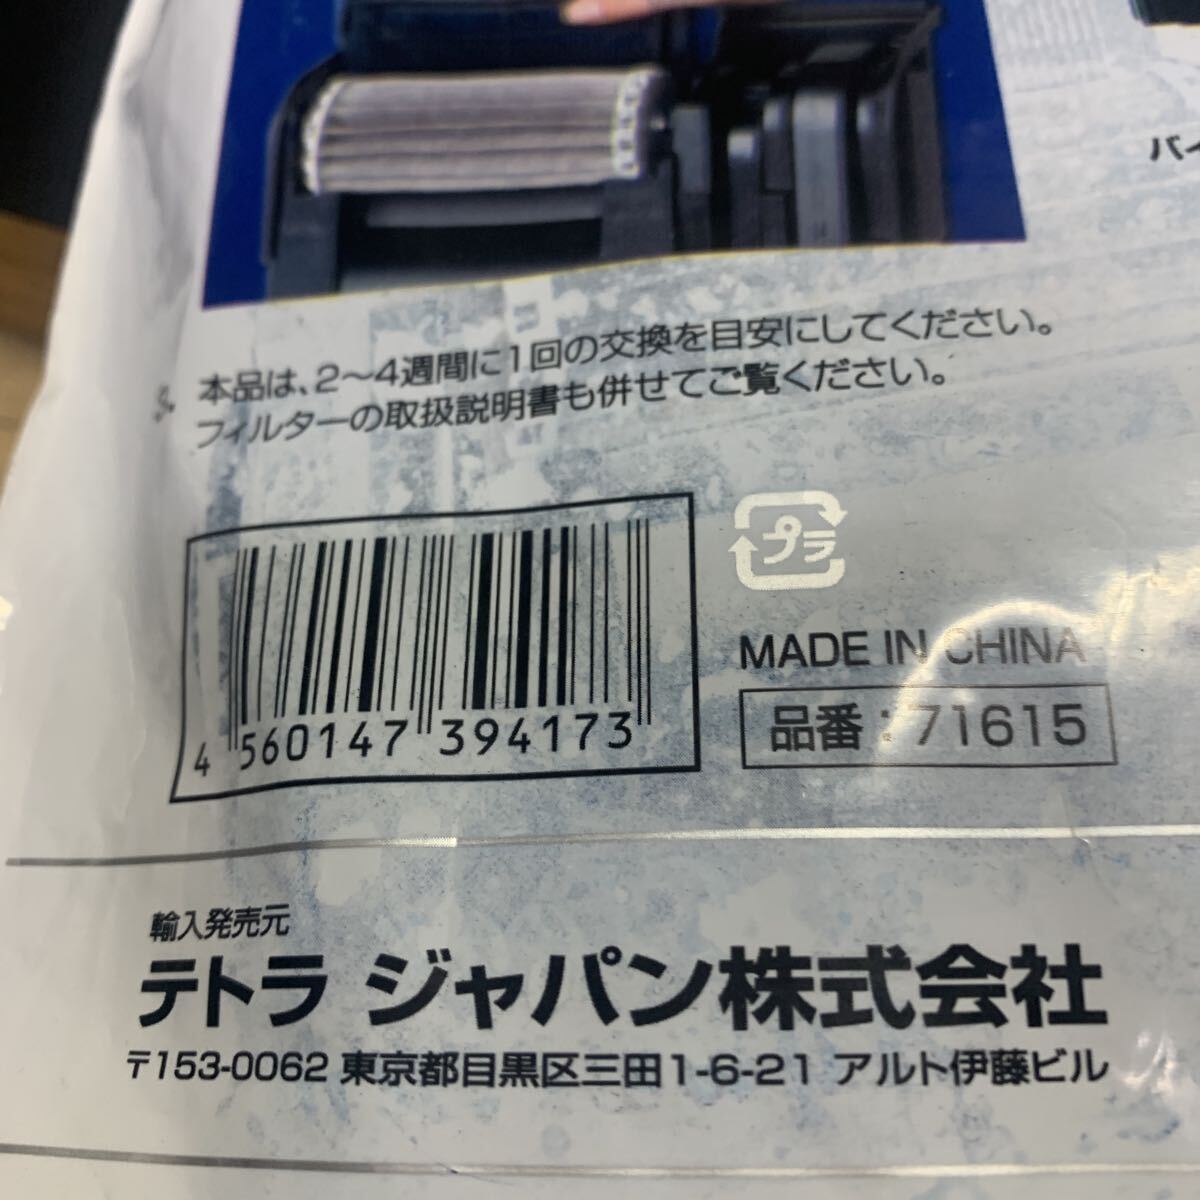 バイ
本品は、2〜4週間に1回の交換を目安にしてください。
フィルターの取扱説明書も併せてご覧ください。
プラ
MADE IN CHINA
品番：71615
4 560147 394173
輸入発売元
テトラ ジャパン株式会社
〒153-0062 東京都目黒区三田1-6-21 アルト伊藤ビル